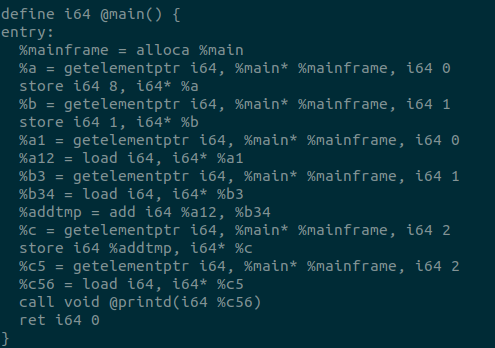 define i64 @main() {
entry:
  %mainframe = alloca %main
  %a = getelementptr i64, %main* %mainframe, i64 0
  store i64 8, i64* %a
  %b = getelementptr i64, %main* %mainframe, i64 1
  store i64 1, i64* %b
  %a1 = getelementptr i64, %main* %mainframe, i64 0
  %a12 = load i64, i64* %a1
  %b3 = getelementptr i64, %main* %mainframe, i64 1
  %b34 = load i64, i64* %b3
  %addtmp = add i64 %a12, %b34
  %c = getelementptr i64, %main* %mainframe, i64 2
  store i64 %addtmp, i64* %c
  %c5 = getelementptr i64, %main* %mainframe, i64 2
  %c56 = load i64, i64* %c5
  call void @printd(i64 %c56)
  ret i64 0
}